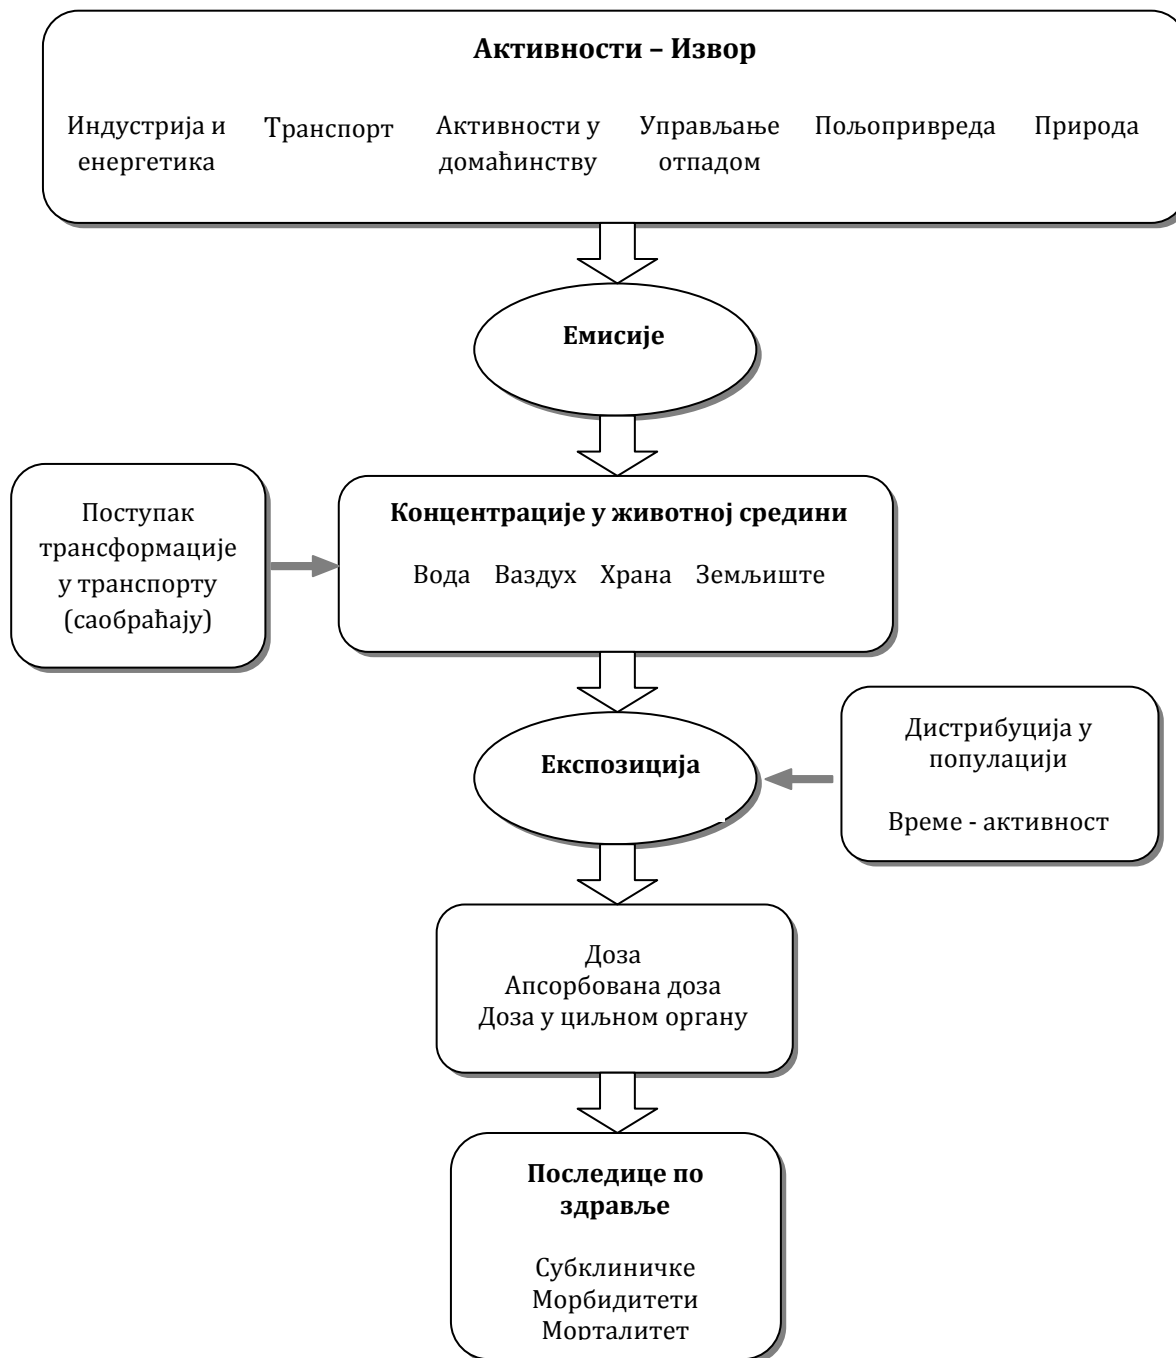 Активности – Извор
Индустрија и
енергетика
Транспорт
Активности у
домаћинству
Управљање
отпадом
Пољопривреда
Природа
Емисије
Поступак
трансформације
у транспорту
(саобраћају)
Концентрације у животној средини
Вода Ваздух Храна Земљиште
Експозиција
Дистрибуција у
популацији
Време - активност
Доза
Апсорбована доза
Доза у циљном органу
Последице по
здравље
Субклиничке
Морбидитети
Морталитет